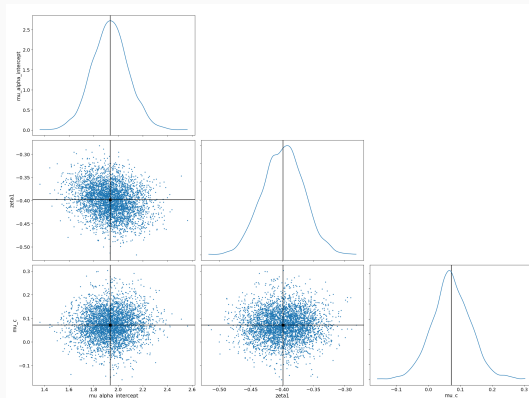 mu_alpha_intercept
2.5
2.0
1.5
1.0
0.5
0.0
zeta1
−0.30
−0.35
−0.40
−0.45
−0.50
mu_c
0.3
0.2
0.1
0.0
−0.1
1.4 1.6 1.8 2.0 2.2 2.4 2.6
mu_alpha_intercept
−0.50 −0.45 −0.40 −0.35 −0.30
zeta1
−0.1 0.0 0.1 0.2 0.3
mu_c